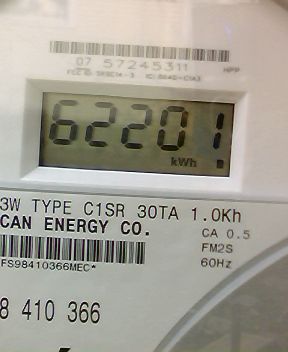 07 57245311
HPP
62201
kWh
3W TYPE C1SR 30TA 1.0Kh
CAN ENERGY CO.
CA 0.5
FM2S
FS98410366MEC*
60Hz
8 410 366